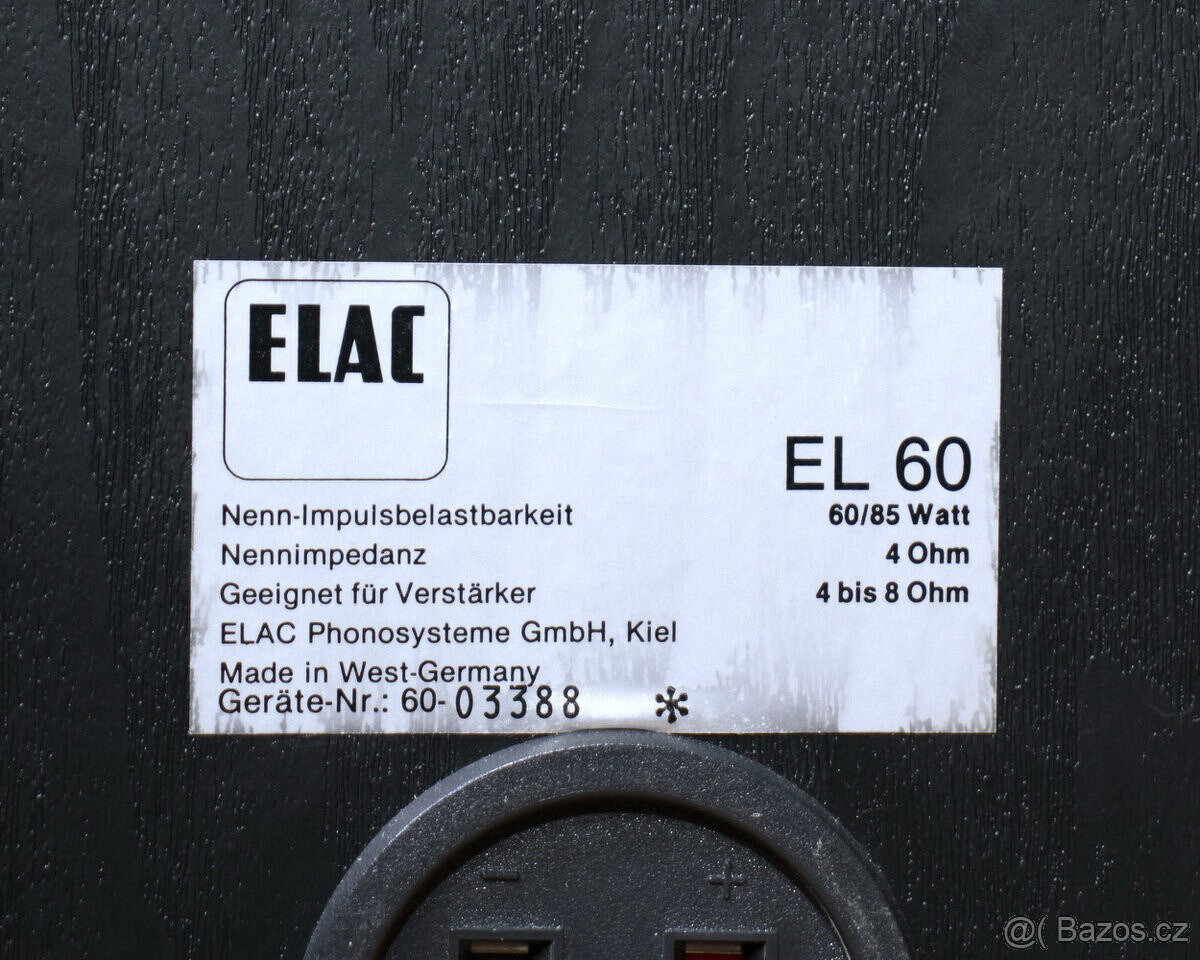 ELAC
EL 60
Nenn-Impulsbelastbarkeit 60/85 Watt
Nennimpedanz 4 Ohm
Geeignet für Verstärker 4 bis 8 Ohm
ELAC Phonosysteme GmbH, Kiel
Made in West-Germany
Geräte-Nr.: 60-03388 *
- +
@( Bazos.cz